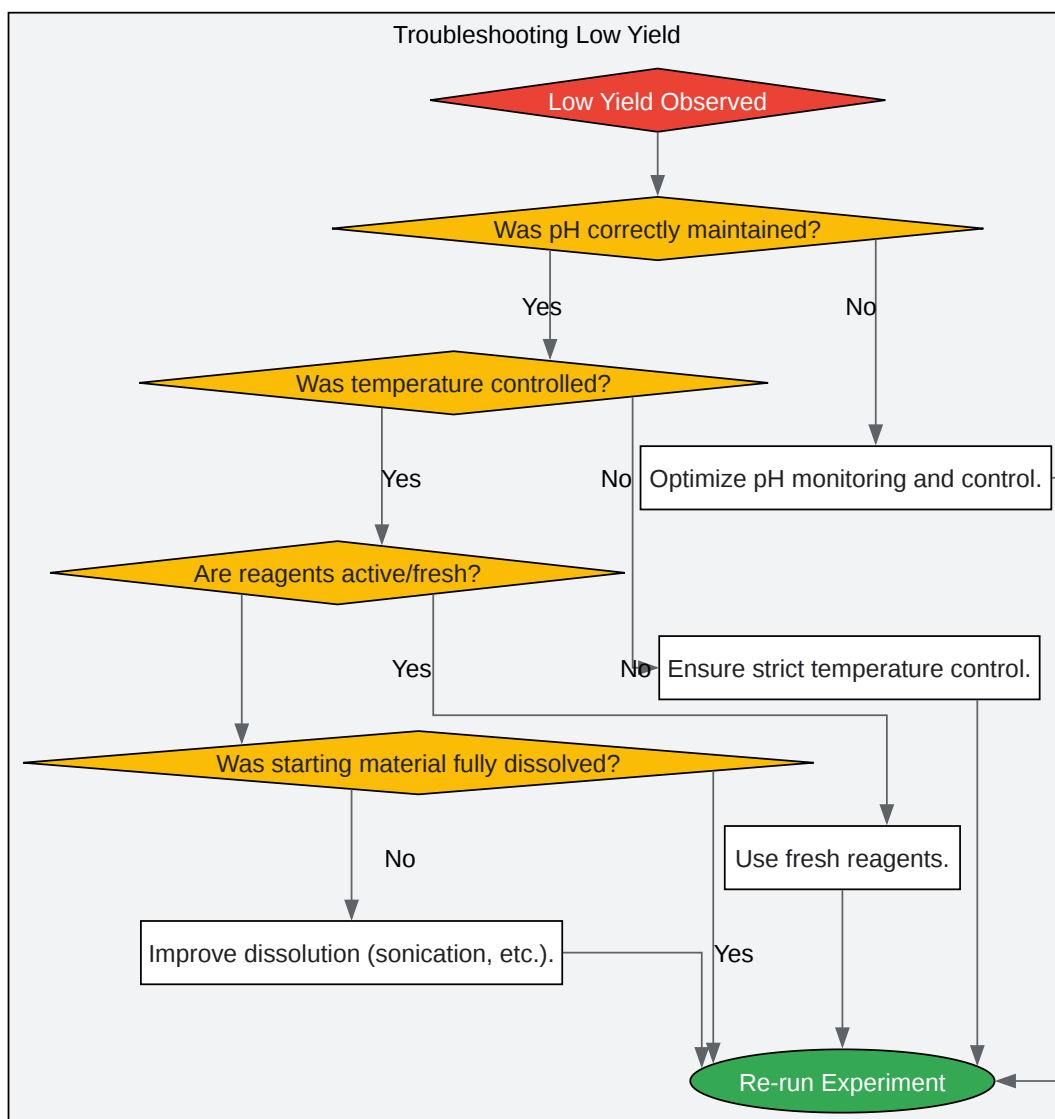 Troubleshooting Low Yield
Low Yield Observed
Was pH correctly maintained?
Yes
No
Was temperature controlled?
Yes
No
Optimize pH monitoring and control.
Are reagents active/fresh?
Yes
No
Ensure strict temperature control.
Was starting material fully dissolved?
No
Use fresh reagents.
Improve dissolution (sonication, etc.).
Yes
Re-run Experiment